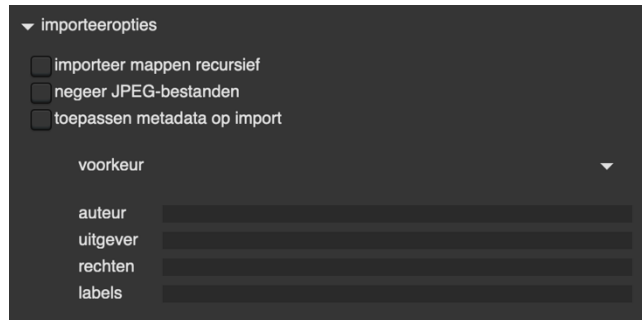 importeeropties
importeer mappen recursief
negeer JPEG-bestanden
toepassen metadata op import
voorkeur
auteur
uitgever
rechten
labels